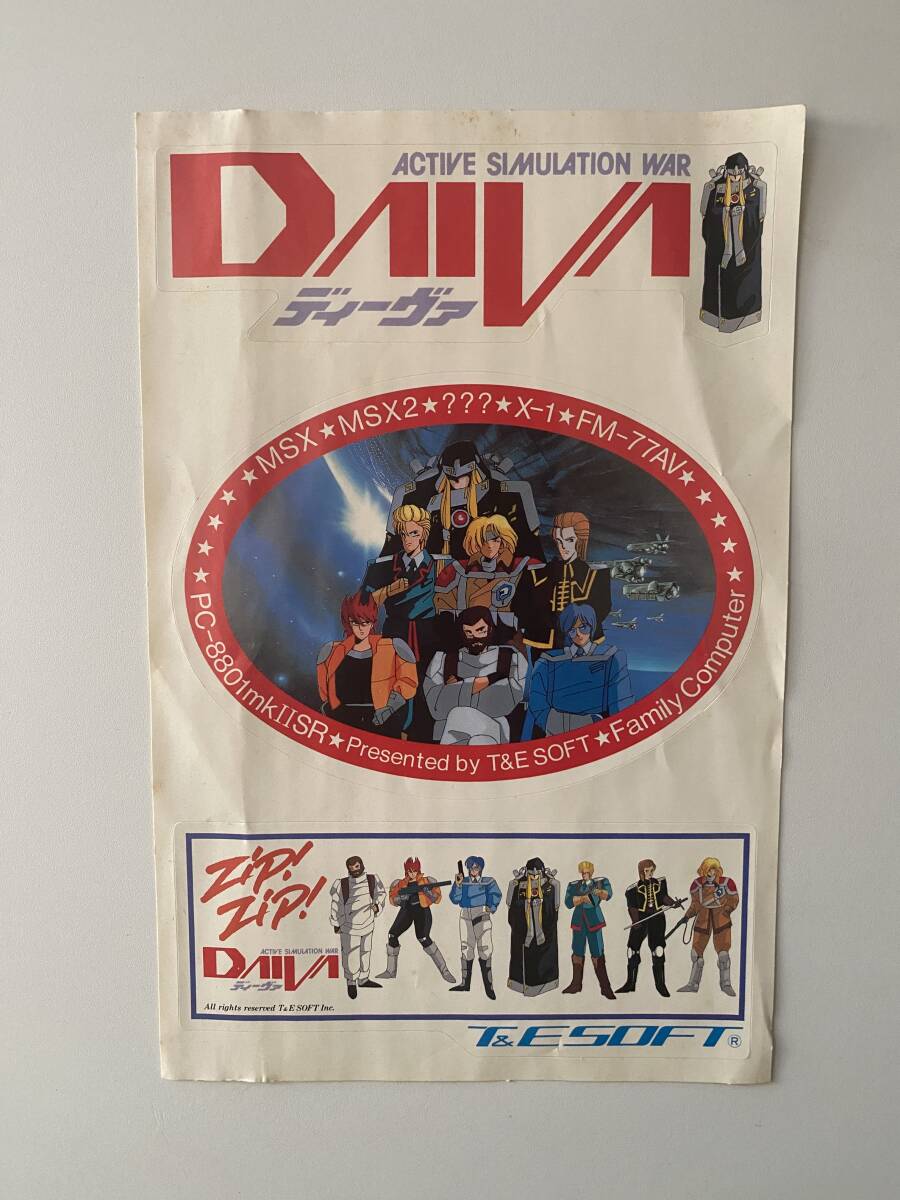 ACTIVE SIMULATION WAR
DAIVA
ディーヴァ
★★★★★MSX★MSX2★???★X-1★FM-77AV★★★★★
★PC-8801mkIISR★Presented by T&E SOFT★Family Computer★
Zip!
Zip!
ACTIVE SIMULATION WAR
DAIVA
ディーヴァ
All rights reserved T&E SOFT Inc.
T&ESOFT®